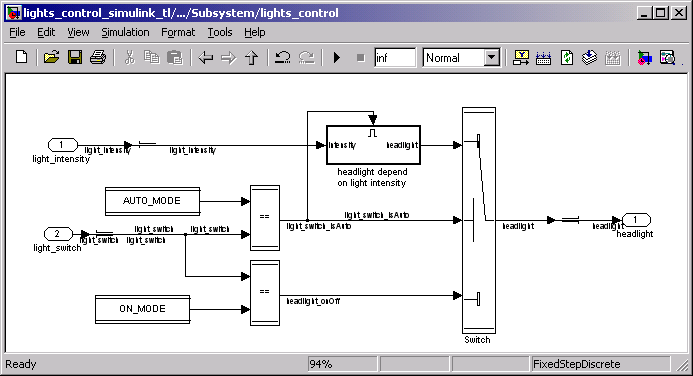 lights_control_simulink_tl/.../Subsystem/lights_control
File Edit View Simulation Format Tools Help
inf Normal
1
light_intensity
light_intensity
light_intensity
intensity
headlight
headlight depend
on light intensity
AUTO_MODE
==
light_switch_isAuto
light_switch_isAuto
2
light_switch
light_switch
light_switch
light_switch
light_switch
headlight
headlight
1
headlight
==
headlight_onOff
ON_MODE
Switch
Ready 94% FixedStepDiscrete